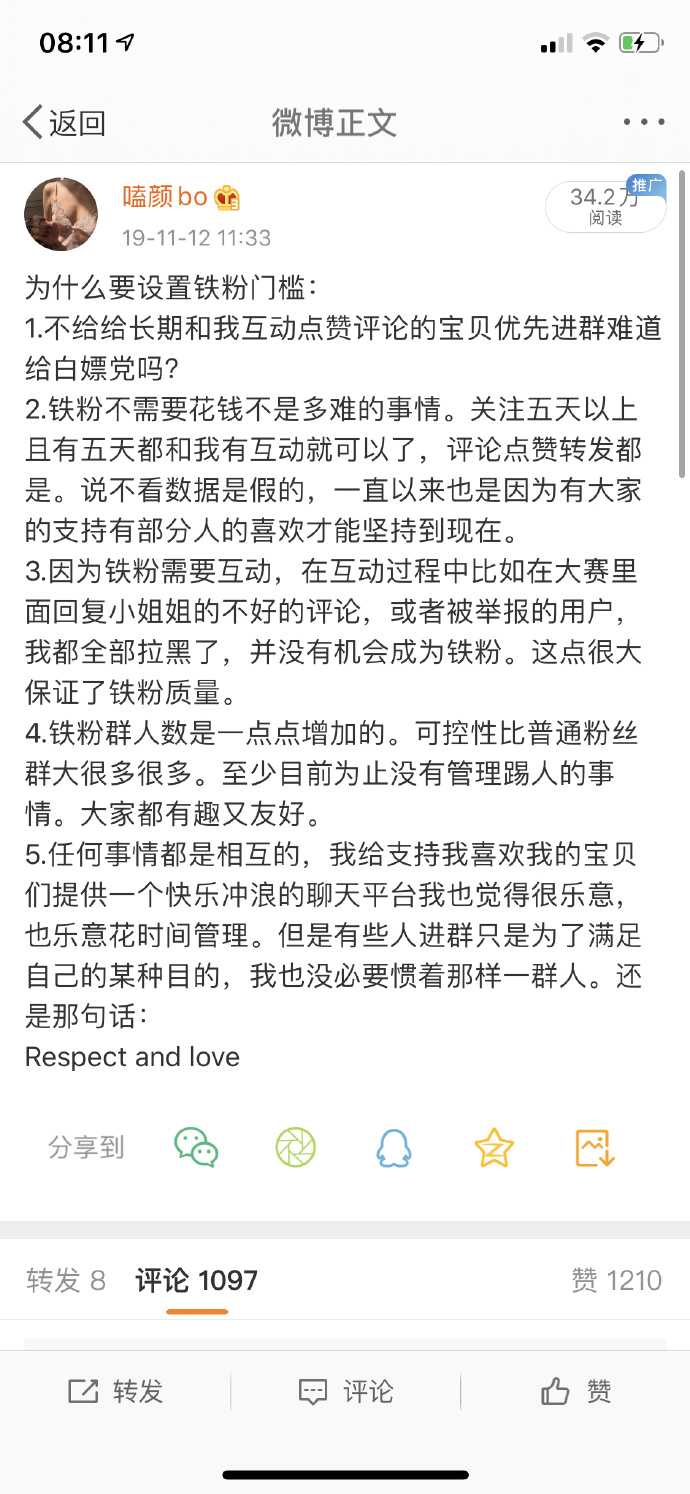 08:11
返回
微博正文
嗑颜bo
推广
34.2万
阅读
19-11-12 11:33
为什么要设置铁粉门槛：
1.不给给长期和我互动点赞评论的宝贝优先进群难道
给白嫖党吗?
2.铁粉不需要花钱不是多难的事情。关注五天以上
且有五天都和我有互动就可以了，评论点赞转发都
是。说不看数据是假的，一直以来也是因为有大家
的支持有部分人的喜欢才能坚持到现在。
3.因为铁粉需要互动，在互动过程中比如在大赛里
面回复小姐姐的不好的评论，或者被举报的用户，
我都全部拉黑了，并没有机会成为铁粉。这点很大
保证了铁粉质量。
4.铁粉群人数是一点点增加的。可控性比普通粉丝
群大很多很多。至少目前为止没有管理踢人的事
情。大家都有趣又友好。
5.任何事情都是相互的，我给支持我喜欢我的宝贝
们提供一个快乐冲浪的聊天平台我也觉得很乐意，
也乐意花时间管理。但是有些人进群只是为了满足
自己的某种目的，我也没必要惯着那样一群人。还
是那句话：
Respect and love
分享到
转发 8 评论 1097 赞 1210
转发 评论 赞